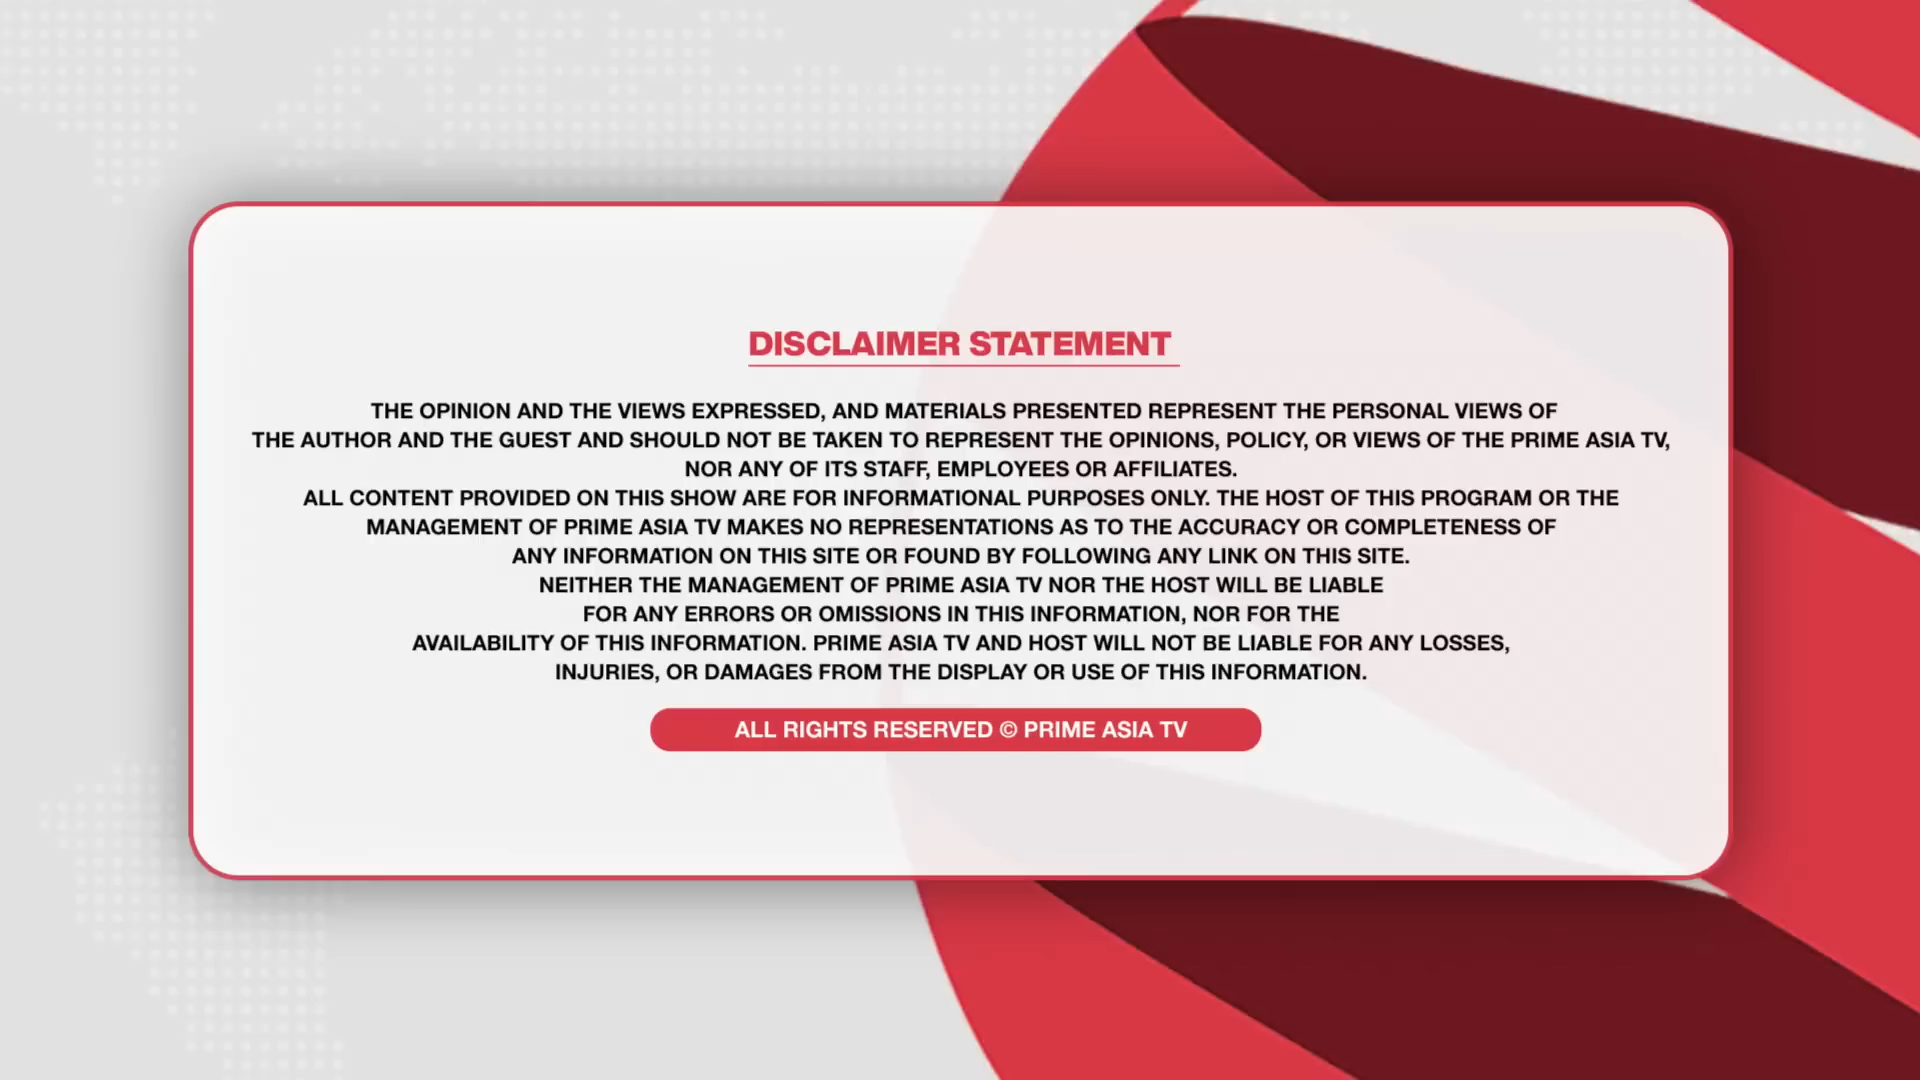 DISCLAIMER STATEMENT
THE OPINION AND THE VIEWS EXPRESSED, AND MATERIALS PRESENTED REPRESENT THE PERSONAL VIEWS OF
THE AUTHOR AND THE GUEST AND SHOULD NOT BE TAKEN TO REPRESENT THE OPINIONS, POLICY, OR VIEWS OF THE PRIME ASIA TV,
NOR ANY OF ITS STAFF, EMPLOYEES OR AFFILIATES.
ALL CONTENT PROVIDED ON THIS SHOW ARE FOR INFORMATIONAL PURPOSES ONLY. THE HOST OF THIS PROGRAM OR THE
MANAGEMENT OF PRIME ASIA TV MAKES NO REPRESENTATIONS AS TO THE ACCURACY OR COMPLETENESS OF
ANY INFORMATION ON THIS SITE OR FOUND BY FOLLOWING ANY LINK ON THIS SITE.
NEITHER THE MANAGEMENT OF PRIME ASIA TV NOR THE HOST WILL BE LIABLE
FOR ANY ERRORS OR OMISSIONS IN THIS INFORMATION, NOR FOR THE
AVAILABILITY OF THIS INFORMATION. PRIME ASIA TV AND HOST WILL NOT BE LIABLE FOR ANY LOSSES,
INJURIES, OR DAMAGES FROM THE DISPLAY OR USE OF THIS INFORMATION.
ALL RIGHTS RESERVED © PRIME ASIA TV